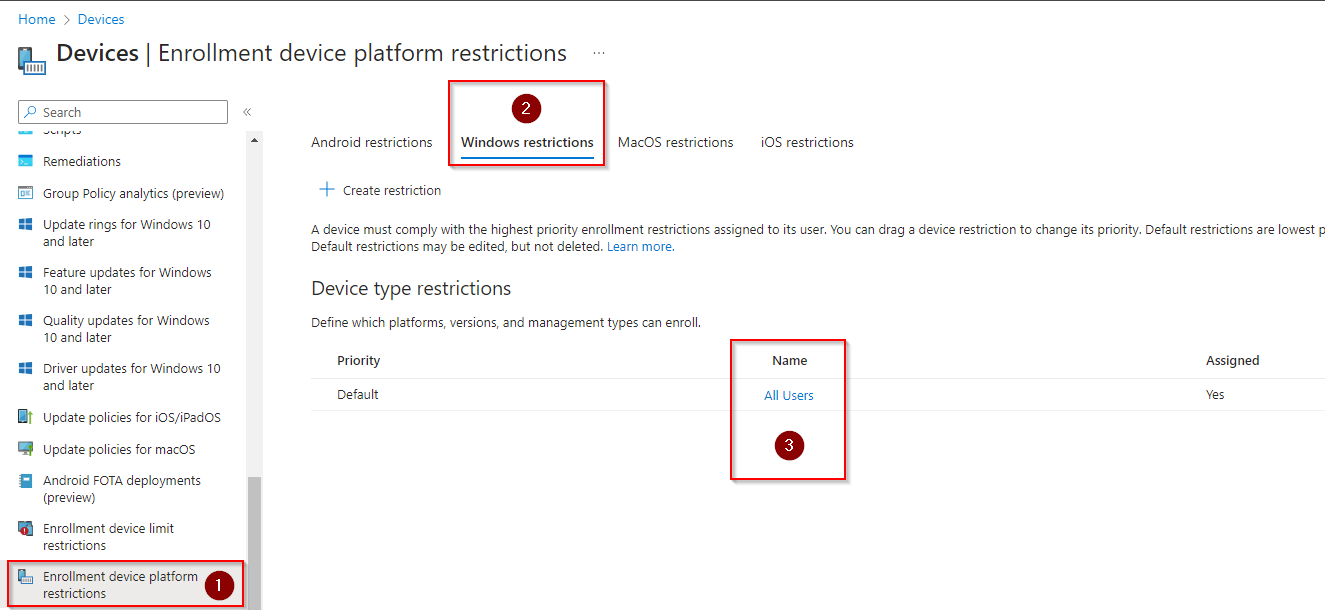 Home > Devices
Devices | Enrollment device platform restrictions ...
Search «
Scripts
Remediations
Group Policy analytics (preview)
Update rings for Windows 10
and later
Feature updates for Windows
10 and later
Quality updates for Windows
10 and later
Driver updates for Windows 10
and later
Update policies for iOS/iPadOS
Update policies for macOS
Android FOTA deployments
(preview)
Enrollment device limit
restrictions
Enrollment device platform
restrictions
1
2
Android restrictions Windows restrictions MacOS restrictions iOS restrictions
+ Create restriction
A device must comply with the highest priority enrollment restrictions assigned to its user. You can drag a device restriction to change its priority. Default restrictions are lowest p
Default restrictions may be edited, but not deleted. Learn more.
Device type restrictions
Define which platforms, versions, and management types can enroll.
Priority Name Assigned
Default All Users Yes
3